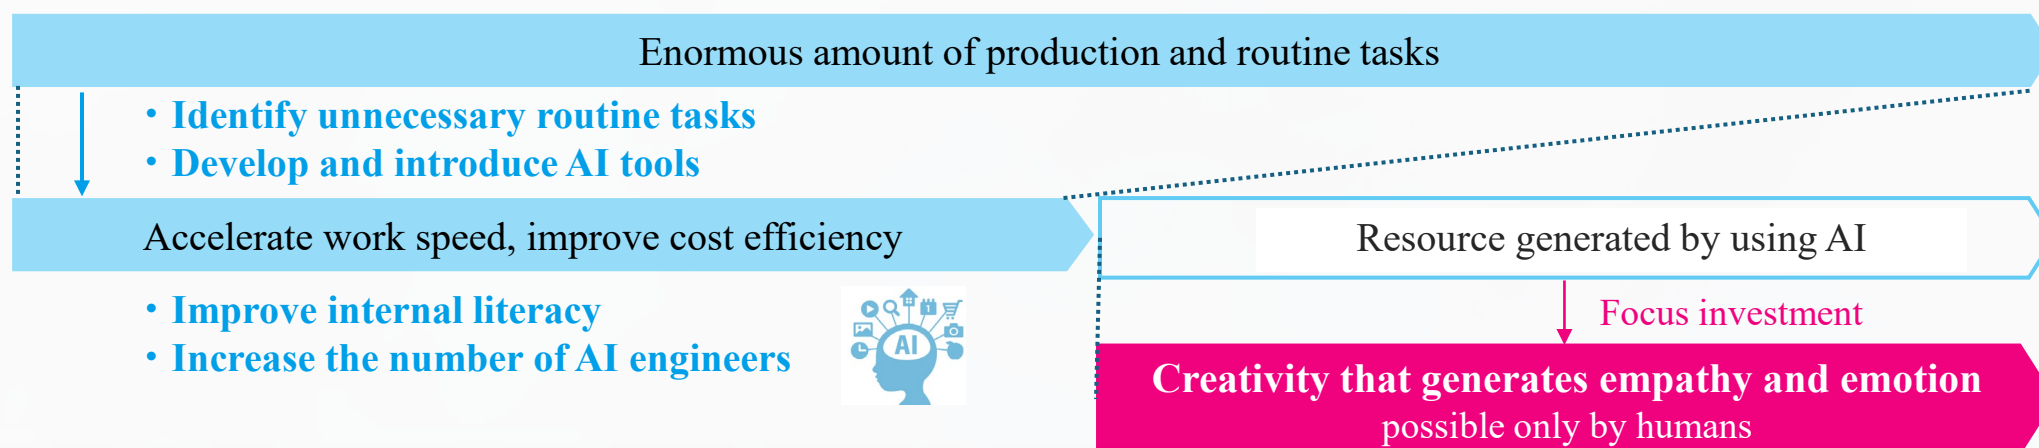 Enormous amount of production and routine tasks
・Identify unnecessary routine tasks
・Develop and introduce AI tools
Accelerate work speed, improve cost efficiency
Resource generated by using AI
・Improve internal literacy
・Increase the number of AI engineers
AI
1
Focus investment
Creativity that generates empathy and emotion
possible only by humans